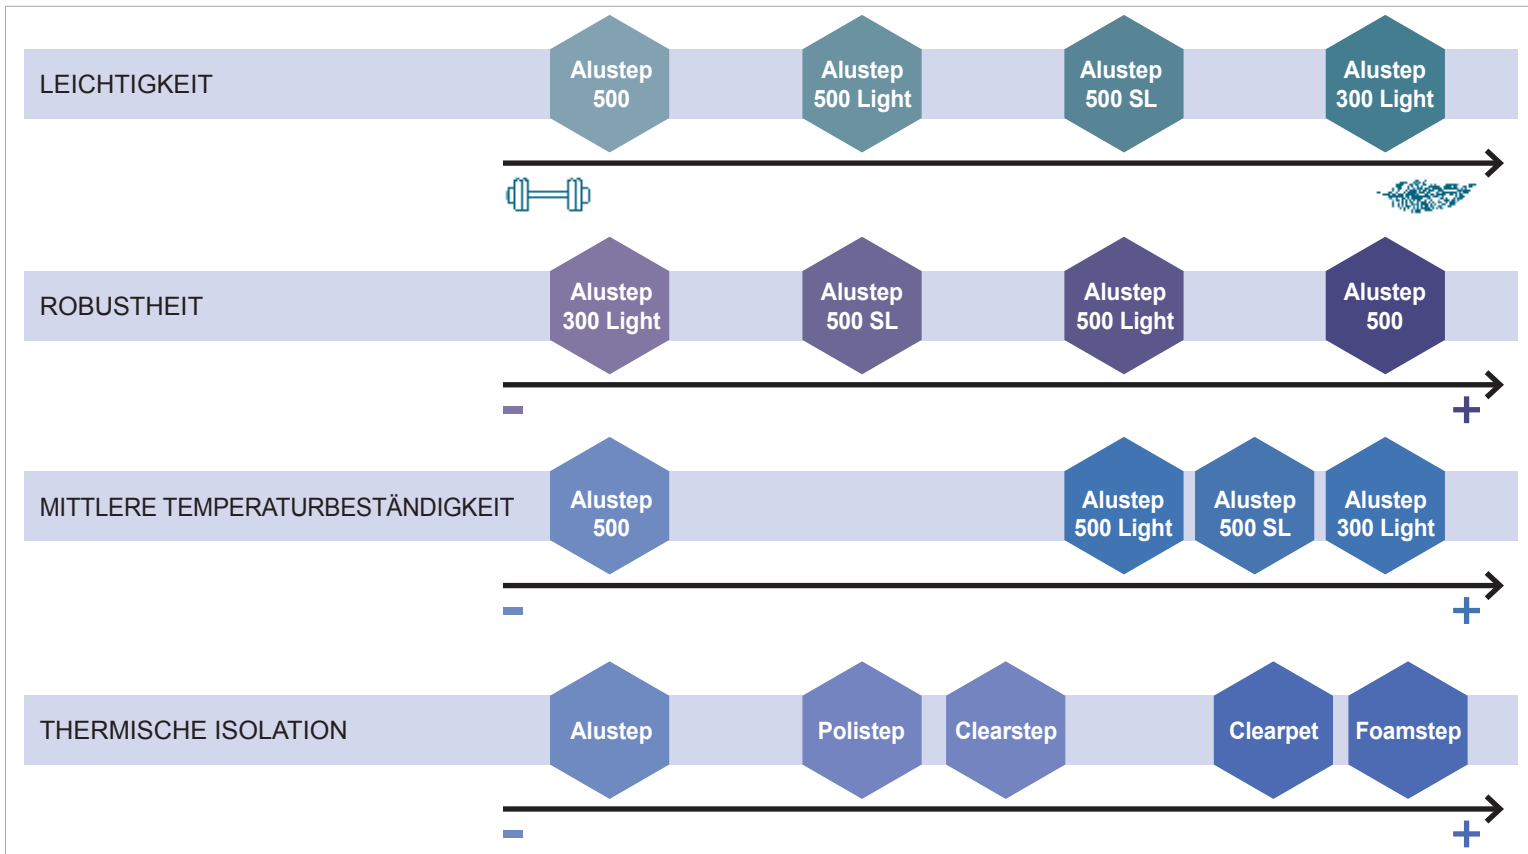 LEICHTIGKEIT
Alustep
500
Alustep
500 Light
Alustep
500 SL
Alustep
300 Light
ROBUSTHEIT
Alustep
300 Light
Alustep
500 SL
Alustep
500 Light
Alustep
500
-
+
MITTLERE TEMPERATURBESTÄNDIGKEIT
Alustep
500
Alustep
500 Light
Alustep
500 SL
Alustep
300 Light
-
+
THERMISCHE ISOLATION
Alustep
Polistep
Clearstep
Clearpet
Foamstep
-
+